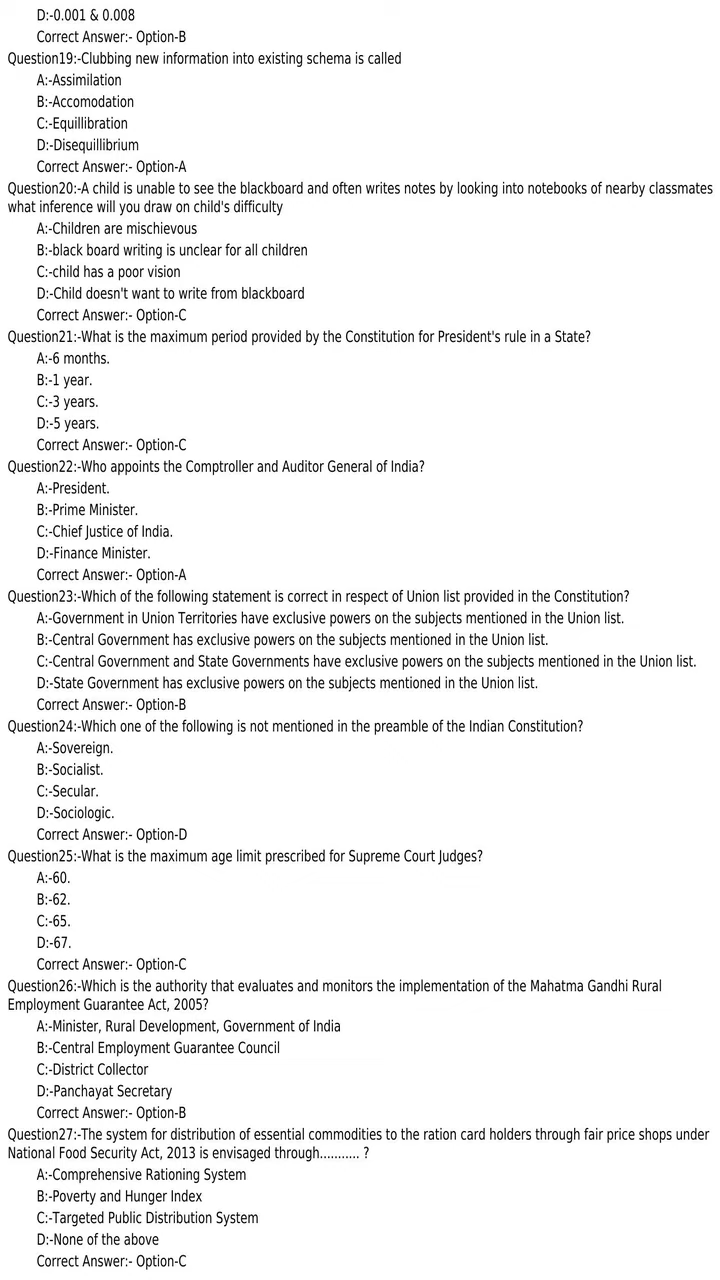 D:-0.001 & 0.008
Correct Answer:- Option-B
Question19:-Clubbing new information into existing schema is called
A:-Assimilation
B:-Accomodation
C:-Equillibration
D:-Disequillibrium
Correct Answer:- Option-A
Question20:-A child is unable to see the blackboard and often writes notes by looking into notebooks of nearby classmates
what inference will you draw on child's difficulty
A:-Children are mischievous
B:-black board writing is unclear for all children
C:-child has a poor vision
D:-Child doesn't want to write from blackboard
Correct Answer:- Option-C
Question21:-What is the maximum period provided by the Constitution for President's rule in a State?
A:-6 months.
B:-1 year.
C:-3 years.
D:-5 years.
Correct Answer:- Option-C
Question22:-Who appoints the Comptroller and Auditor General of India?
A:-President.
B:-Prime Minister.
C:-Chief Justice of India.
D:-Finance Minister.
Correct Answer:- Option-A
Question23:-Which of the following statement is correct in respect of Union list provided in the Constitution?
A:-Government in Union Territories have exclusive powers on the subjects mentioned in the Union list.
B:-Central Government has exclusive powers on the subjects mentioned in the Union list.
C:-Central Government and State Governments have exclusive powers on the subjects mentioned in the Union list.
D:-State Government has exclusive powers on the subjects mentioned in the Union list.
Correct Answer:- Option-B
Question24:-Which one of the following is not mentioned in the preamble of the Indian Constitution?
A:-Sovereign.
B:-Socialist.
C:-Secular.
D:-Sociologic.
Correct Answer:- Option-D
Question25:-What is the maximum age limit prescribed for Supreme Court Judges?
A:-60.
B:-62.
C:-65.
D:-67.
Correct Answer:- Option-C
Question26:-Which is the authority that evaluates and monitors the implementation of the Mahatma Gandhi Rural
Employment Guarantee Act, 2005?
A:-Minister, Rural Development, Government of India
B:-Central Employment Guarantee Council
C:-District Collector
D:-Panchayat Secretary
Correct Answer:- Option-B
Question27:-The system for distribution of essential commodities to the ration card holders through fair price shops under
National Food Security Act, 2013 is envisaged through........... ?
A:-Comprehensive Rationing System
B:-Poverty and Hunger Index
C:-Targeted Public Distribution System
D:-None of the above
Correct Answer:- Option-C